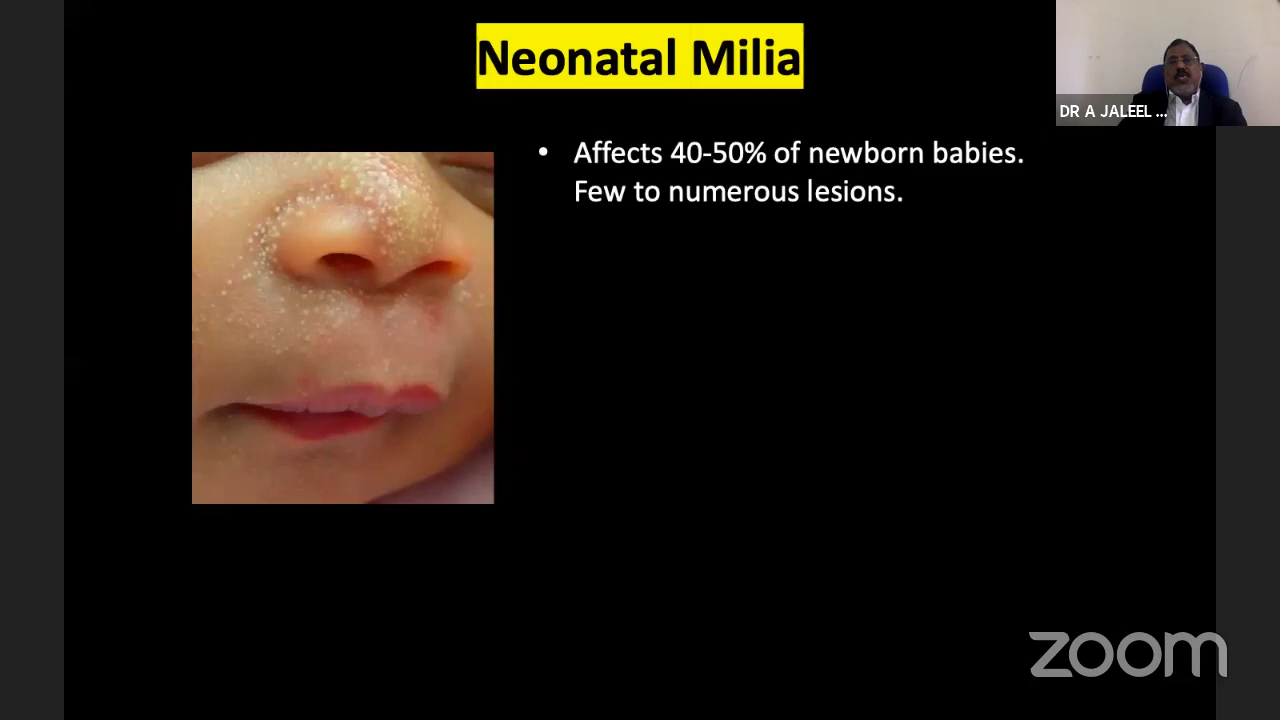 Neonatal Milia
DR A JALEEL ...
• Affects 40-50% of newborn babies.
Few to numerous lesions.
zoom